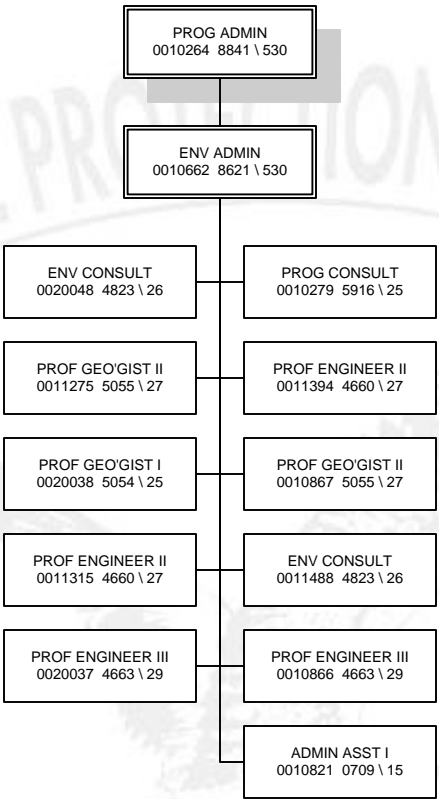 PROG ADMIN
0010264 8841 \ 530
ENV ADMIN
0010662 8621 \ 530
ENV CONSULT
0020048 4823 \ 26
PROG CONSULT
0010279 5916 \ 25
PROF GEO'GIST II
0011275 5055 \ 27
PROF ENGINEER II
0011394 4660 \ 27
PROF GEO'GIST I
0020038 5054 \ 25
PROF GEO'GIST II
0010867 5055 \ 27
PROF ENGINEER II
0011315 4660 \ 27
ENV CONSULT
0011488 4823 \ 26
PROF ENGINEER III
0020037 4663 \ 29
PROF ENGINEER III
0010866 4663 \ 29
ADMIN ASST I
0010821 0709 \ 15